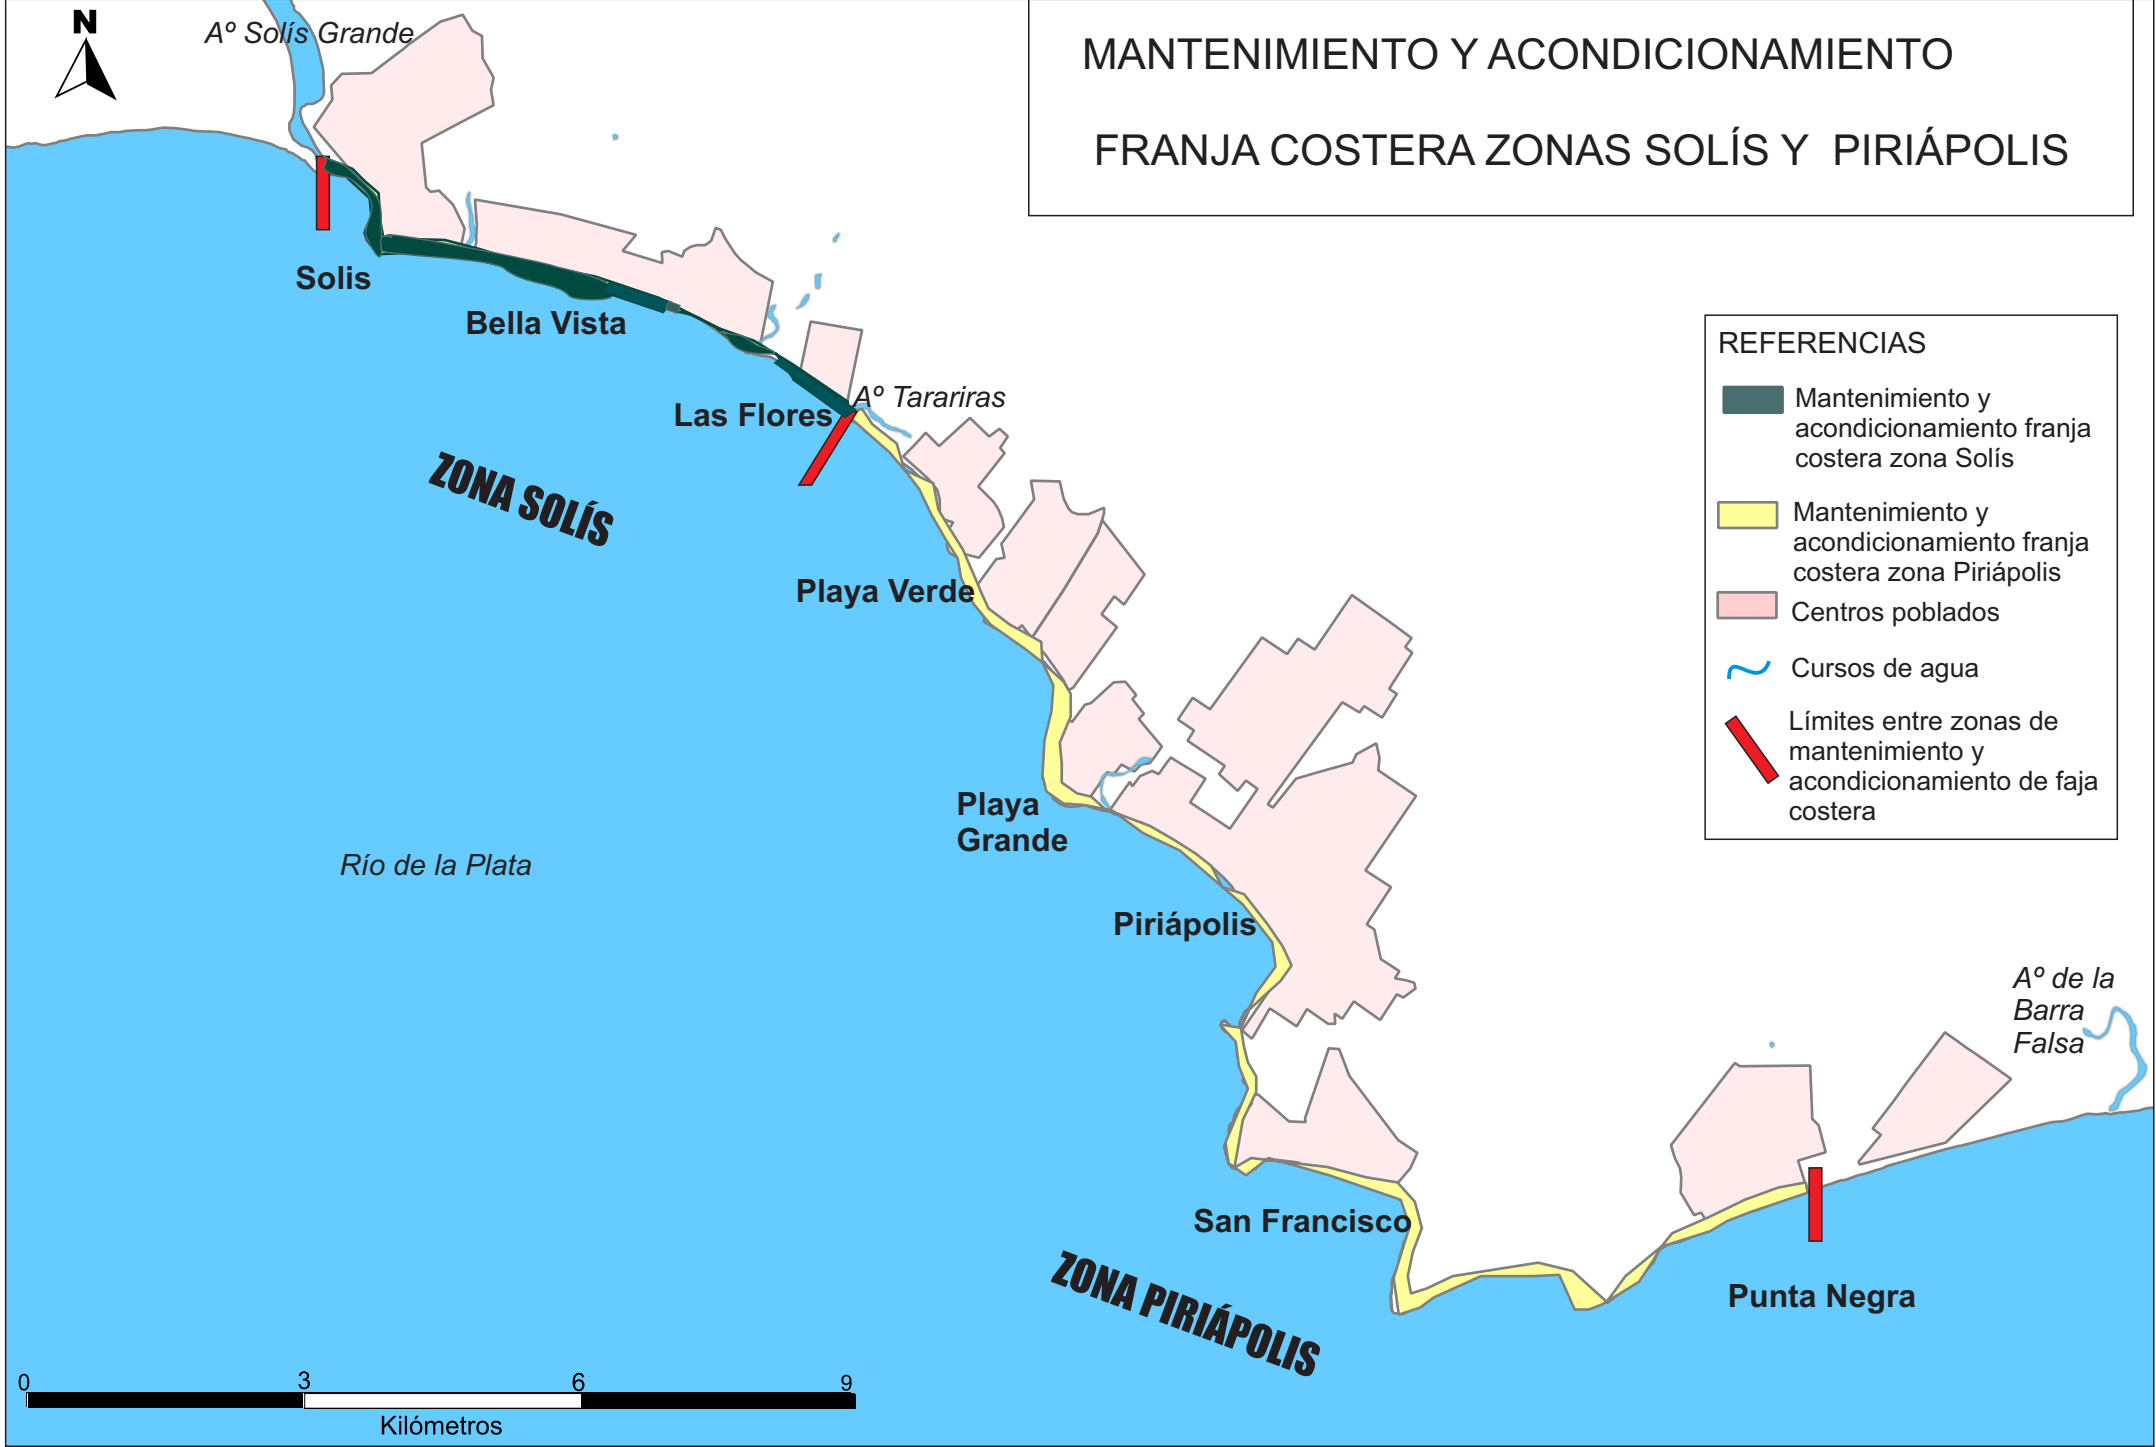 N
Aº Solís Grande
MANTENIMIENTO Y ACONDICIONAMIENTO
FRANJA COSTERA ZONAS SOLÍS Y PIRIÁPOLIS
Solis
Bella Vista
Las Flores
Aº Tarariras
ZONA SOLÍS
Playa Verde
REFERENCIAS
Mantenimiento y
acondicionamiento franja
costera zona Solís
Mantenimiento y
acondicionamiento franja
costera zona Piriápolis
Centros poblados
Cursos de agua
Límites entre zonas de
mantenimiento y
acondicionamiento de faja
costera
Playa
Grande
Río de la Plata
Piriápolis
Aº de la
Barra
Falsa
San Francisco
ZONA PIRIÁPOLIS
Punta Negra
0 3 6 9
Kilómetros